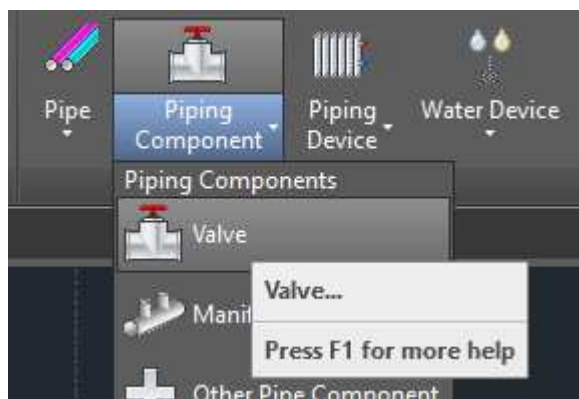 Pipe
Piping
Component
Piping
Device
Water Device
Piping Components
Valve
Valve...
Press F1 for more help
Other Pipe Component